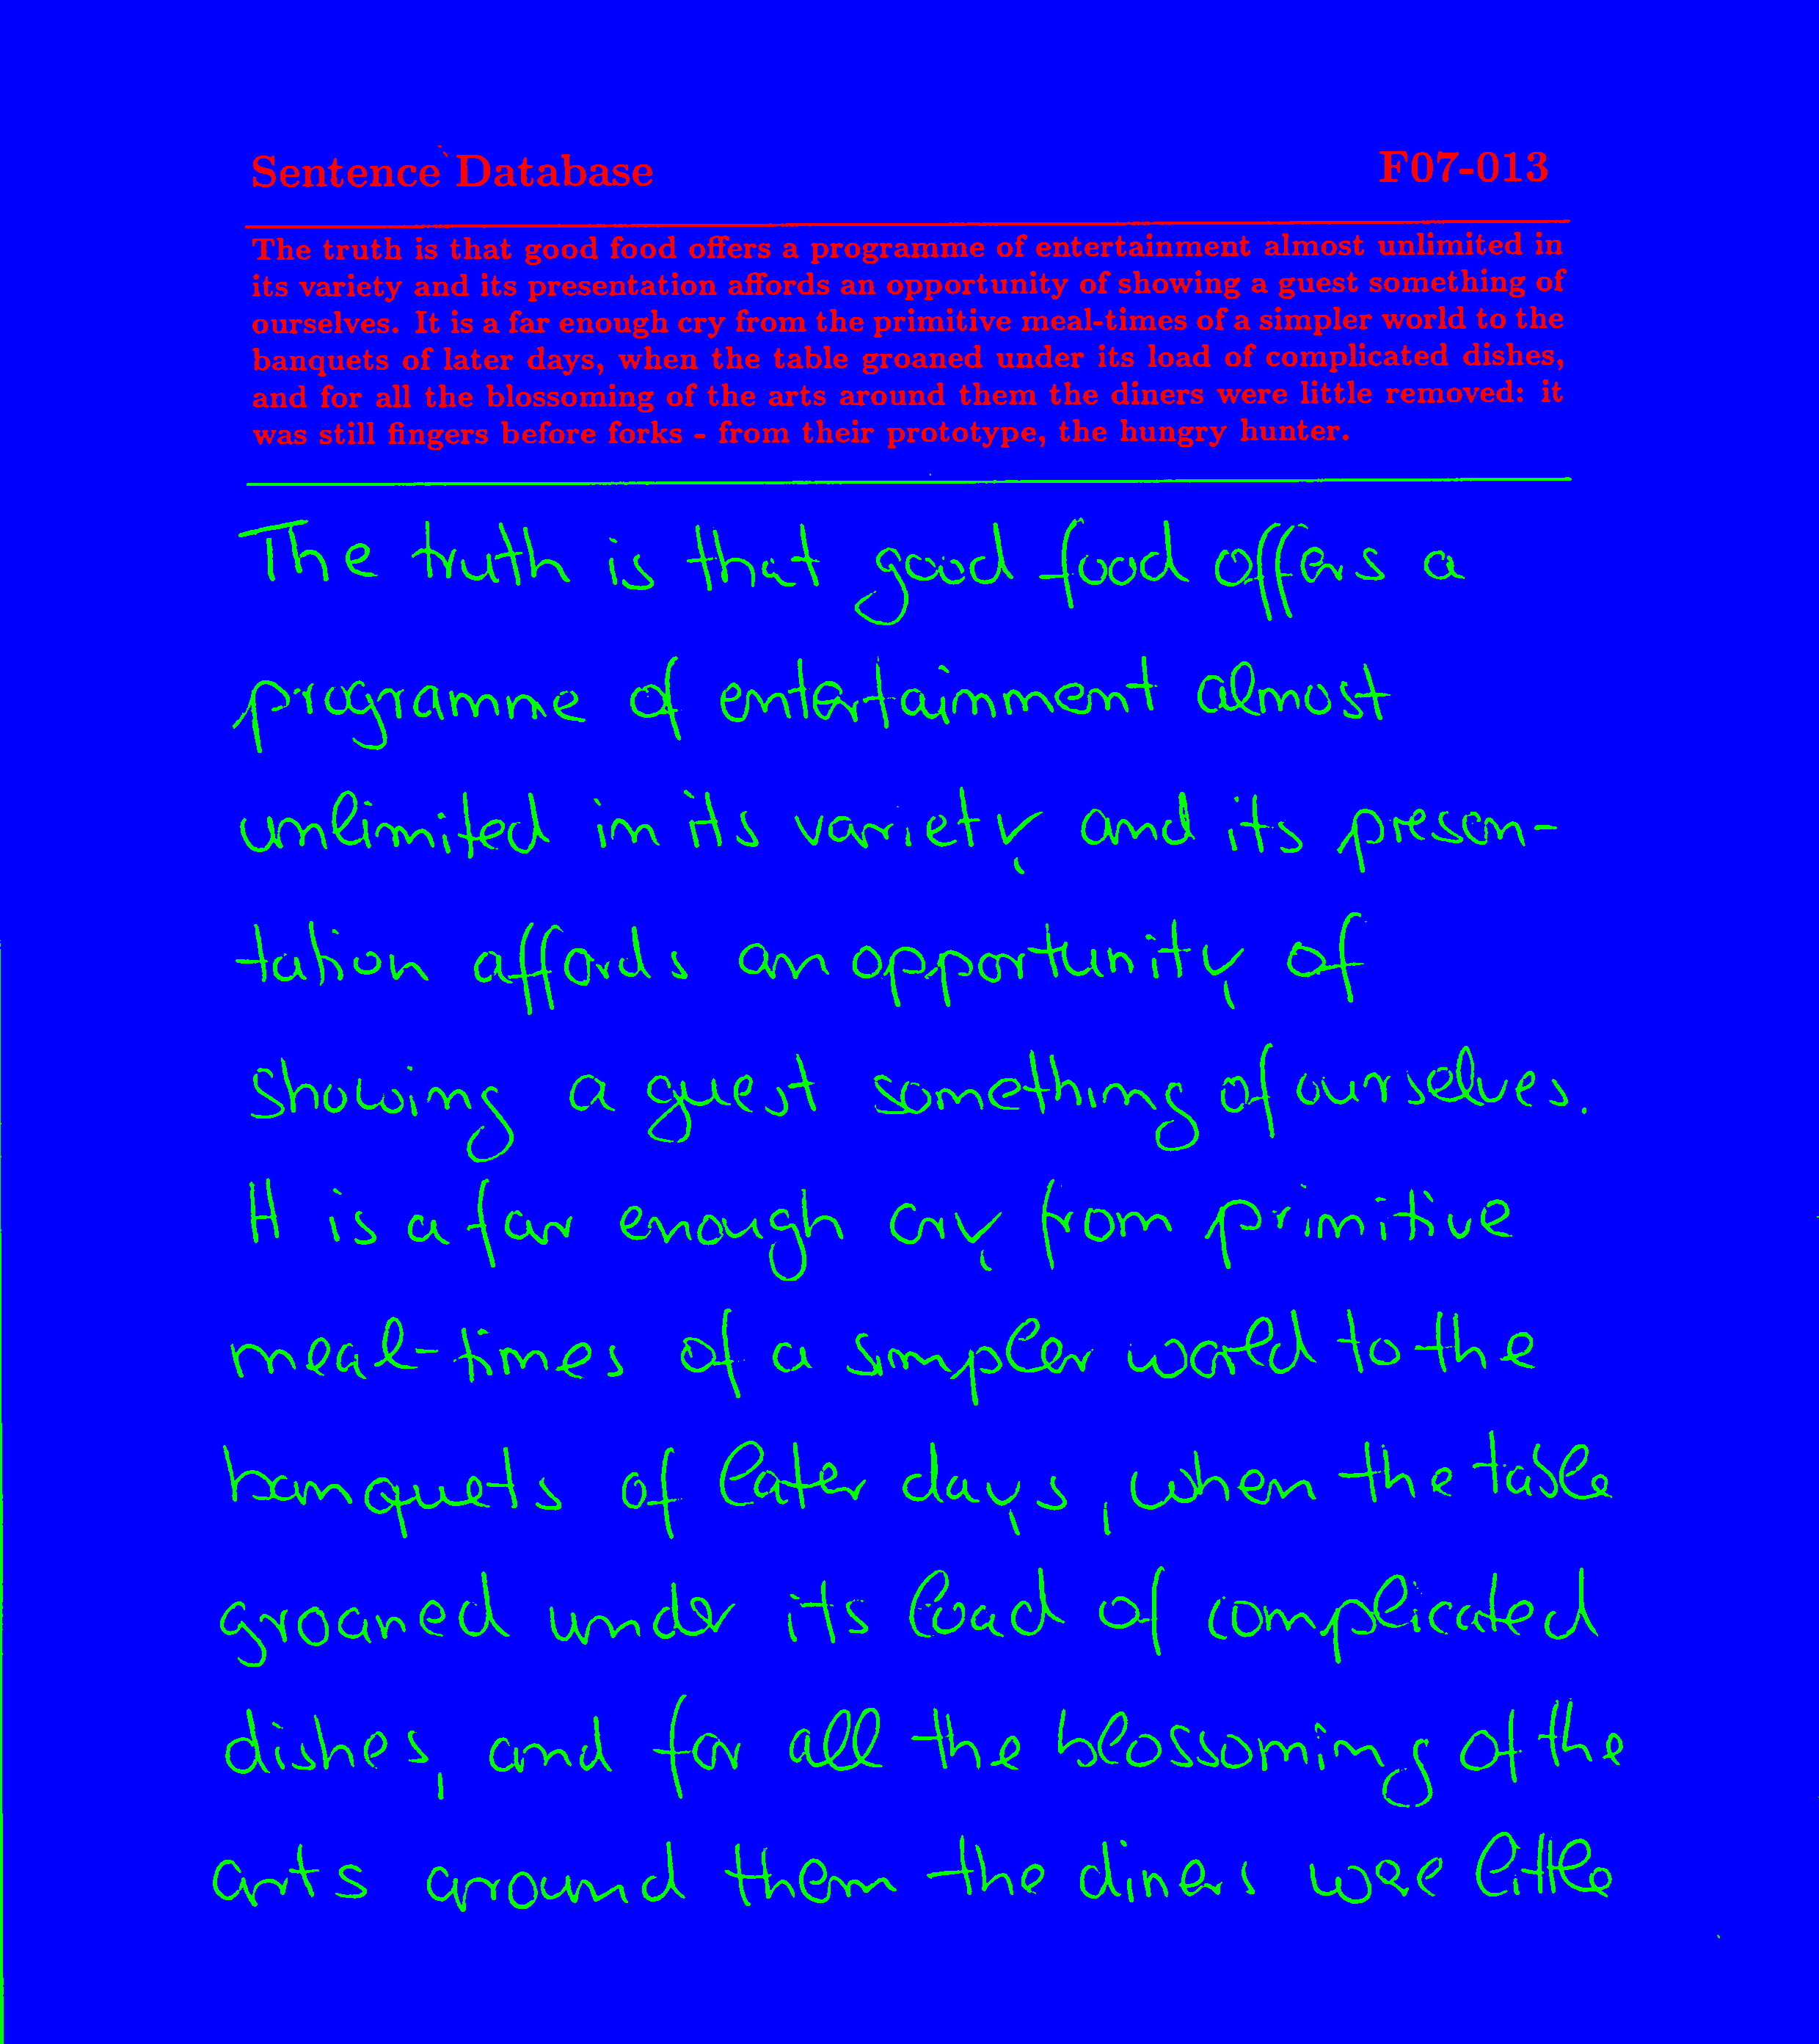 Sentence Database F07-013
The truth is that good food offers a programme of entertainment almost unlimited in
its variety and its presentation affords an opportunity of showing a guest something of
ourselves. It is a far enough cry from the primitive meal-times of a simpler world to the
banquets of later days, when the table groaned under its load of complicated dishes,
and for all the blossoming of the arts around them the diners were little removed: it
was still fingers before forks - from their prototype, the hungry hunter.
The truth is that good food offers a
programme of entertainment almost
unlimited in its variety and its presen-
tation affords an opportunity of
showing a guest something of ourselves.
It is a far enough cry from primitive
meal-times of a simpler world to the
banquets of later days, when the table
groaned under its load of complicated
dishes, and for all the blossoming of the
arts around them the diners were little